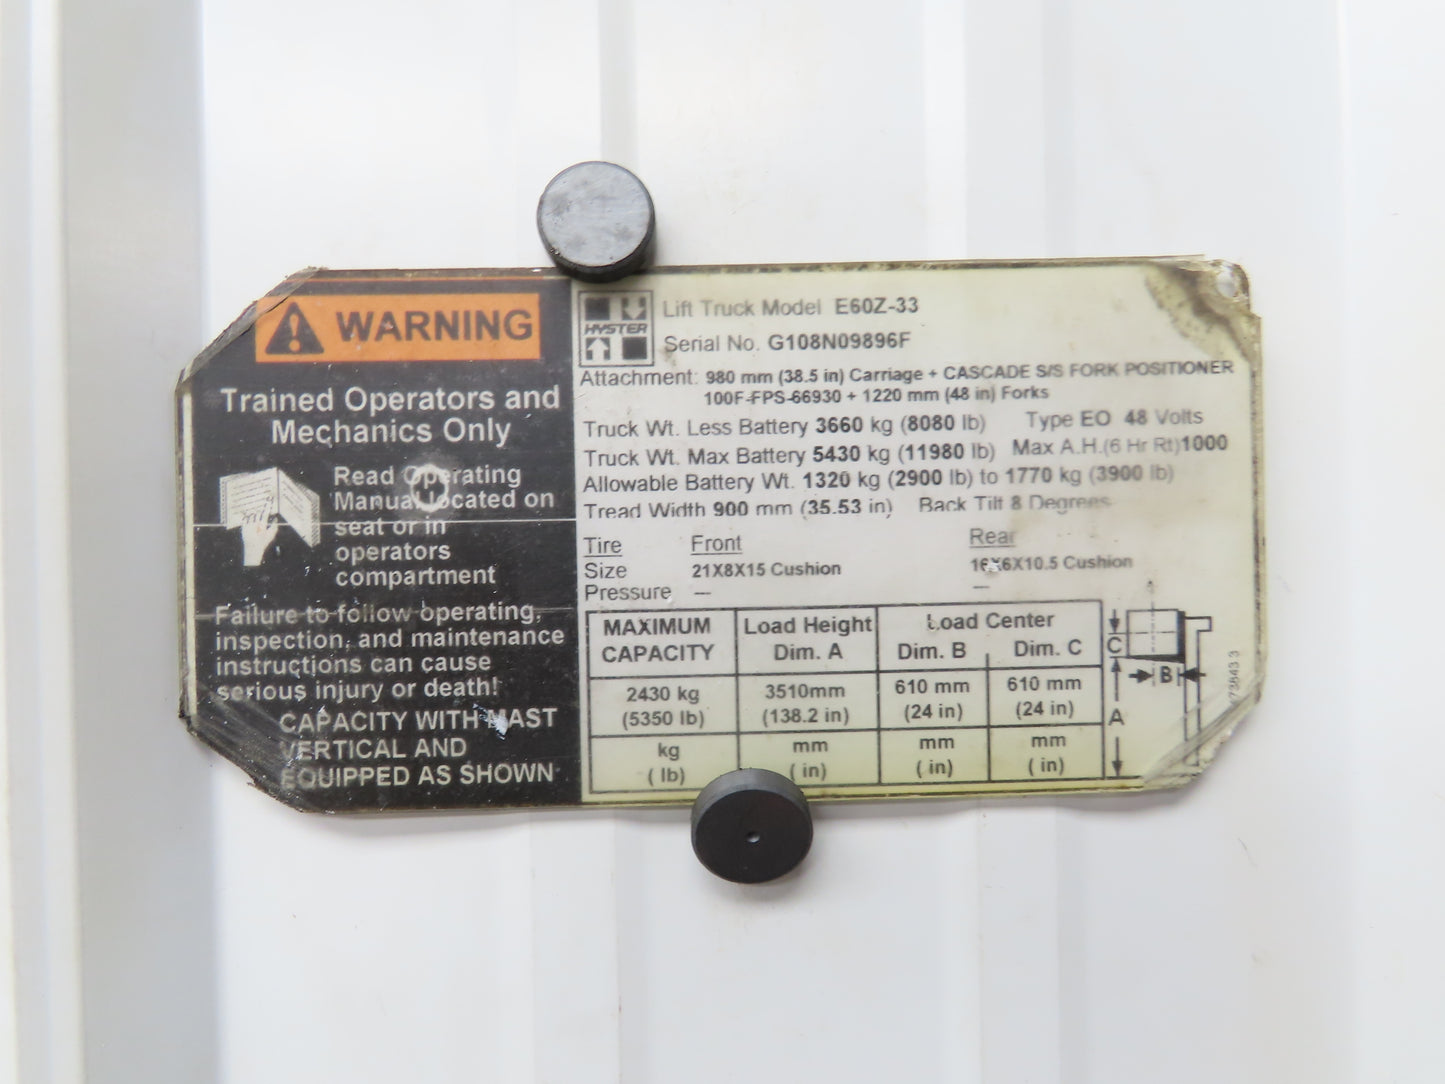 WARNING
Trained Operators and
Mechanics Only
Read Operating
Manual located on
seat or in
operators
compartment
Failure to follow operating,
inspection, and maintenance
instructions can cause
serious injury or death!
CAPACITY WITH MAST
VERTICAL AND
EQUIPPED AS SHOWN
HYSTER
Lift Truck Model E60Z-33
Serial No. G108N09896F
Attachment: 980 mm (38.5 in) Carriage + CASCADE S/S FORK POSITIONER
100F-FPS-66930 + 1220 mm (48 in) Forks
Truck Wt. Less Battery 3660 kg (8080 lb) Type EO 48 Volts
Truck Wt. Max Battery 5430 kg (11980 lb) Max A.H.(6 Hr Rt)1000
Allowable Battery Wt. 1320 kg (2900 lb) to 1770 kg (3900 lb)
Tread Width 900 mm (35.53 in) Back Tilt 8 Degrees
Tire Front Rear
Size 21X8X15 Cushion 16X6X10.5 Cushion
Pressure — —
MAXIMUM Load Height Load Center
CAPACITY Dim. A Dim. B Dim. C
2430 kg 3510mm 610 mm 610 mm
(5350 lb) (138.2 in) (24 in) (24 in)
kg mm mm mm
( lb) ( in) ( in) ( in)
C
B
A